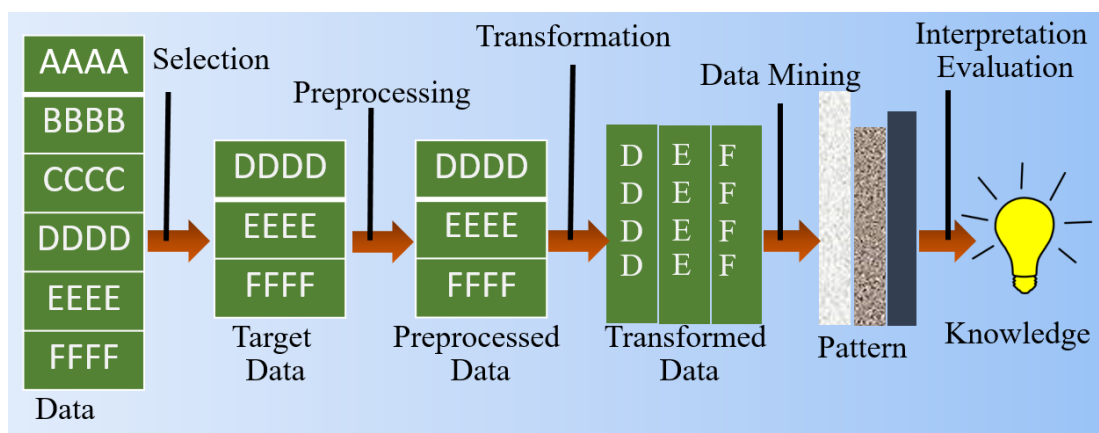 AAAA
BBBB
CCCC
DDDD
EEEE
FFFF
Data
Selection
DDDD
EEEE
FFFF
Target
Data
Preprocessing
DDDD
EEEE
FFFF
Preprocessed
Data
Transformation
D E F
D E F
D E F
D E F
Transformed
Data
Data Mining
Pattern
Interpretation
Evaluation
Knowledge